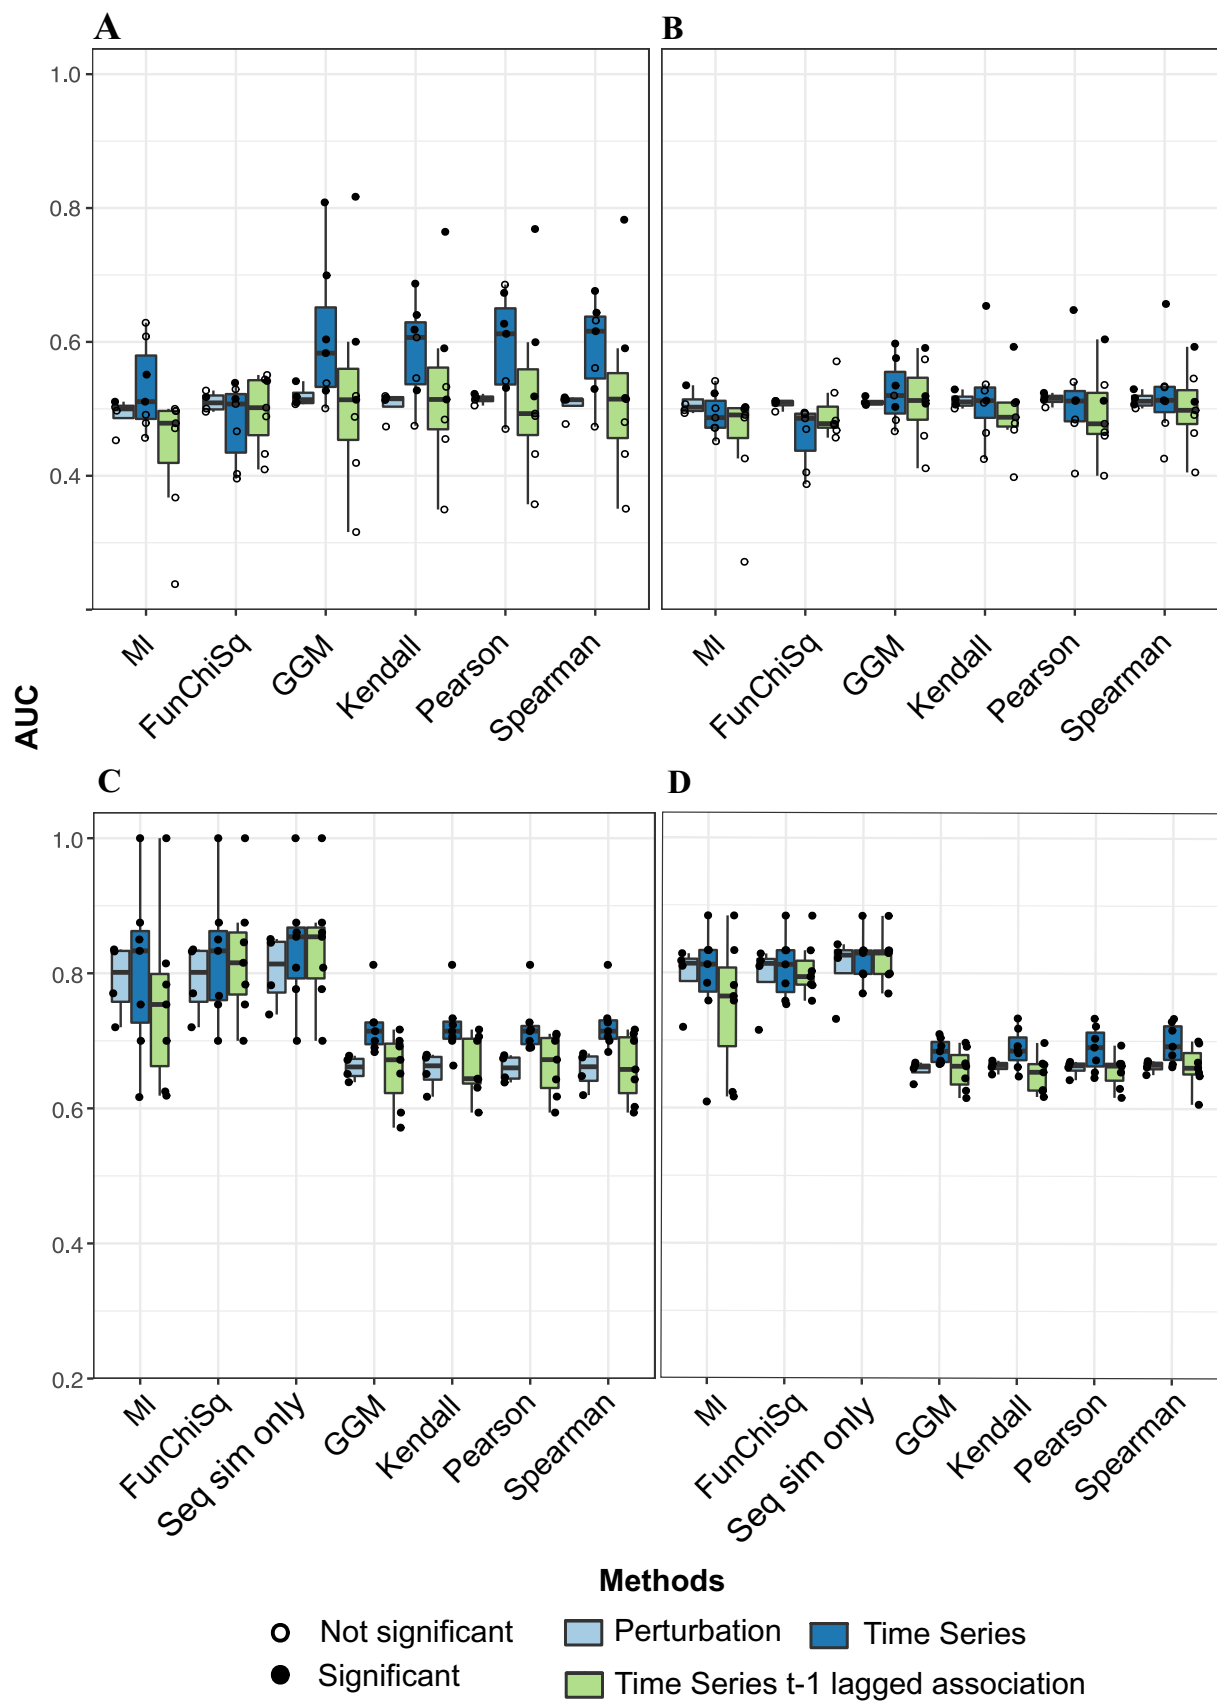 A B
1.0
0.8
0.6
0.4
MI FunChiSq GGM Kendall Pearson Spearman MI FunChiSq GGM Kendall Pearson Spearman
AUC
C D
1.0
0.8
0.6
0.4
0.2
MI FunChiSq Seq sim only GGM Kendall Pearson Spearman MI FunChiSq Seq sim only GGM Kendall Pearson Spearman
Methods
Not significant Perturbation Time Series
Significant Time Series t-1 lagged association